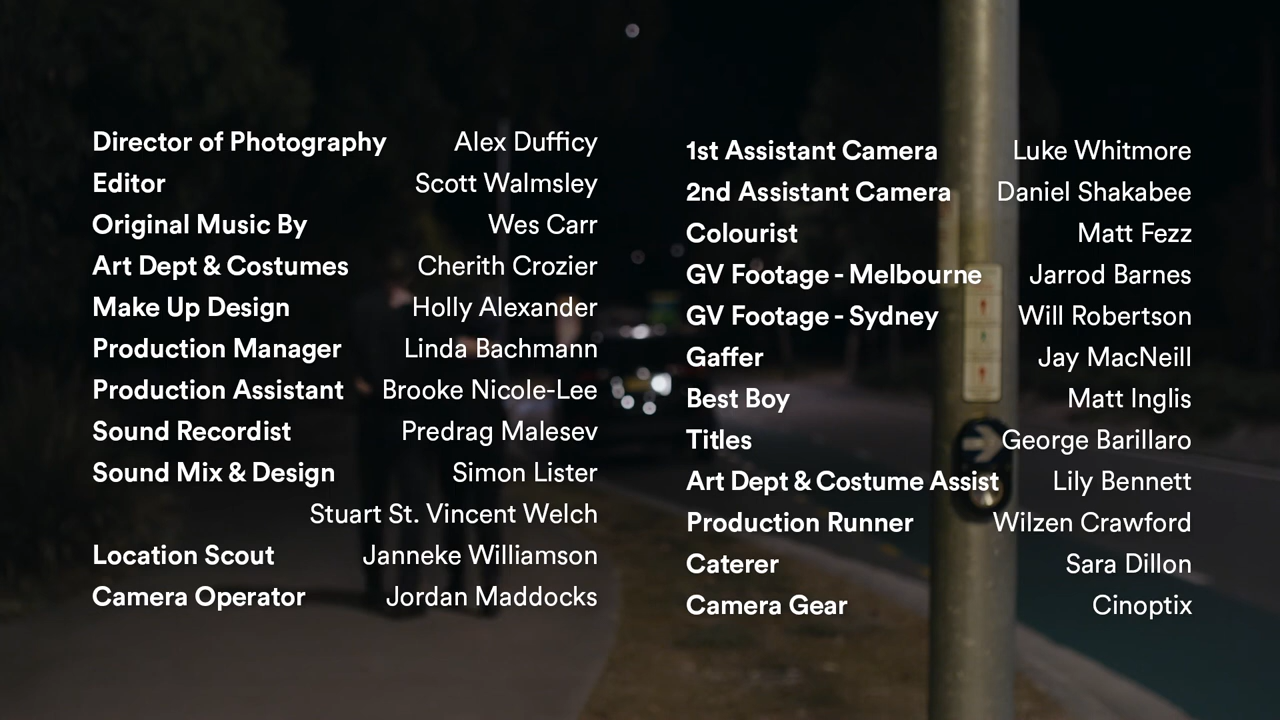 Director of Photography Alex Dufficy
Editor Scott Walmsley
Original Music By Wes Carr
Art Dept & Costumes Cherith Crozier
Make Up Design Holly Alexander
Production Manager Linda Bachmann
Production Assistant Brooke Nicole-Lee
Sound Recordist Predrag Malesev
Sound Mix & Design Simon Lister
Stuart St. Vincent Welch
Location Scout Janneke Williamson
Camera Operator Jordan Maddocks
1st Assistant Camera Luke Whitmore
2nd Assistant Camera Daniel Shakabee
Colourist Matt Fezz
GV Footage - Melbourne Jarrod Barnes
GV Footage - Sydney Will Robertson
Gaffer Jay MacNeill
Best Boy Matt Inglis
Titles George Barillaro
Art Dept & Costume Assist Lily Bennett
Production Runner Wilzen Crawford
Caterer Sara Dillon
Camera Gear Cinoptix